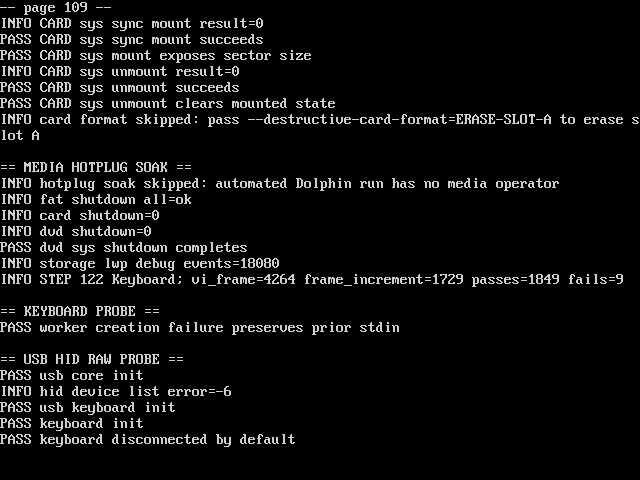 -- page 109 --
INFO CARD sys sync mount result=0
PASS CARD sys sync mount succeeds
PASS CARD sys mount exposes sector size
INFO CARD sys unmount result=0
PASS CARD sys unmount succeeds
PASS CARD sys unmount clears mounted state
INFO card format skipped: pass --destructive-card-format=ERASE-SLOT-A to erase s
lot A
== MEDIA HOTPLUG SOAK ==
INFO hotplug soak skipped: automated Dolphin run has no media operator
INFO fat shutdown all=ok
INFO card shutdown=0
INFO dvd shutdown=0
PASS dvd sys shutdown completes
INFO storage lwp debug events=18080
INFO STEP 122 Keyboard; vi_frame=4264 frame_increment=1729 passes=1849 fails=9
== KEYBOARD PROBE ==
PASS worker creation failure preserves prior stdin
== USB HID RAW PROBE ==
PASS usb core init
INFO hid device list error=-6
PASS usb keyboard init
PASS keyboard init
PASS keyboard disconnected by default